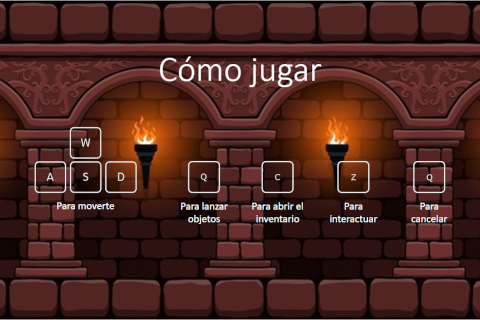 Cómo jugar
W
A S D
Para moverte
Q
Para lanzar
objetos
C
Para abrir el
inventario
Z
Para
interactuar
Q
Para
cancelar